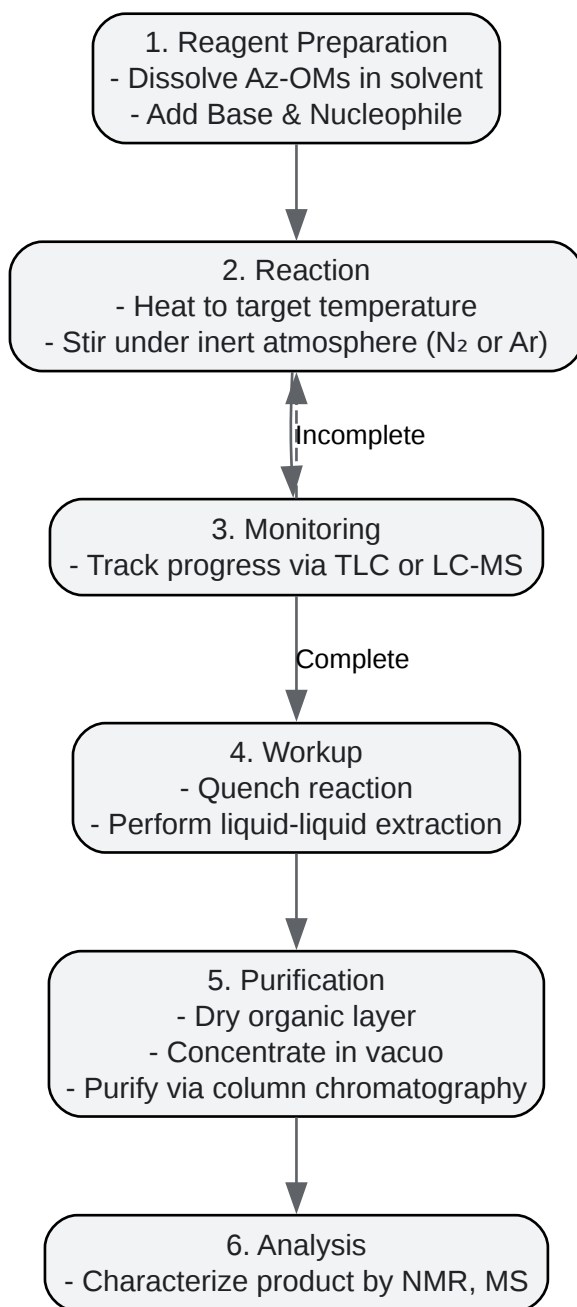 1. Reagent Preparation
- Dissolve Az-OMs in solvent
- Add Base & Nucleophile
2. Reaction
- Heat to target temperature
- Stir under inert atmosphere (N₂ or Ar)
Incomplete
3. Monitoring
- Track progress via TLC or LC-MS
Complete
4. Workup
- Quench reaction
- Perform liquid-liquid extraction
5. Purification
- Dry organic layer
- Concentrate in vacuo
- Purify via column chromatography
6. Analysis
- Characterize product by NMR, MS